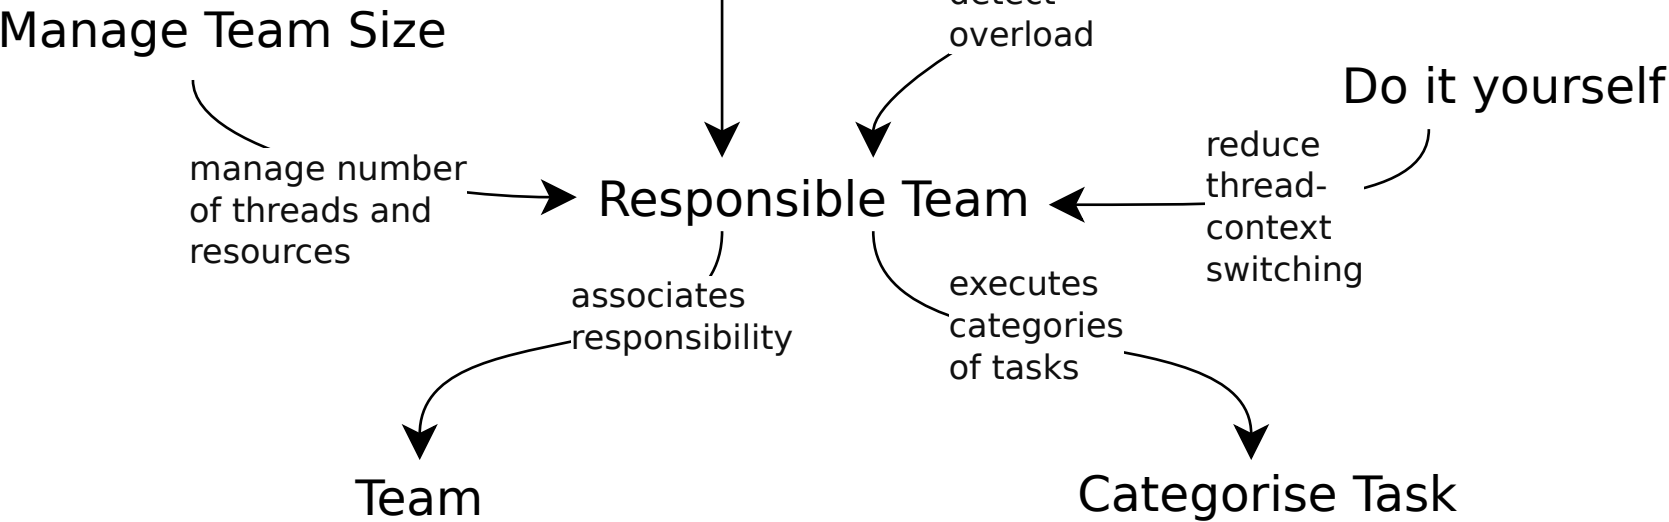 detect
overload
Manage Team Size
Do it yourself
manage number
of threads and
resources
reduce
thread-
context
switching
Responsible Team
associates
responsibility
executes
categories
of tasks
Team
Categorise Task